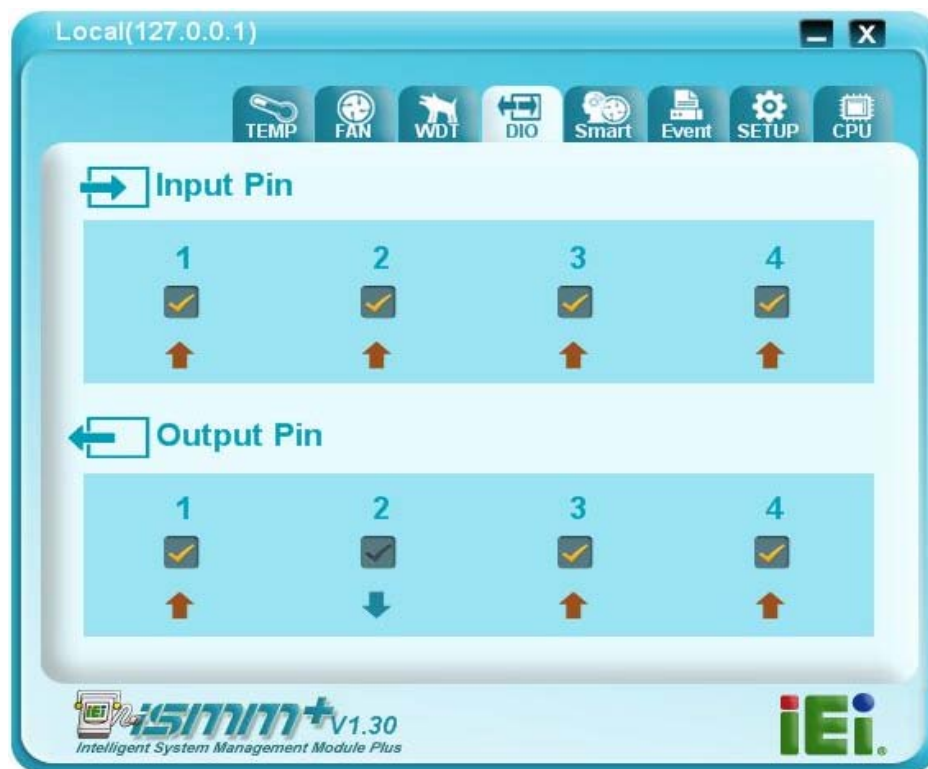 Local(127.0.0.1)
TEMP FAN WDT DIO Smart Event SETUP CPU
Input Pin
1 2 3 4
Output Pin
1 2 3 4
iEi ismm+ V1.30
Intelligent System Management Module Plus
iEi